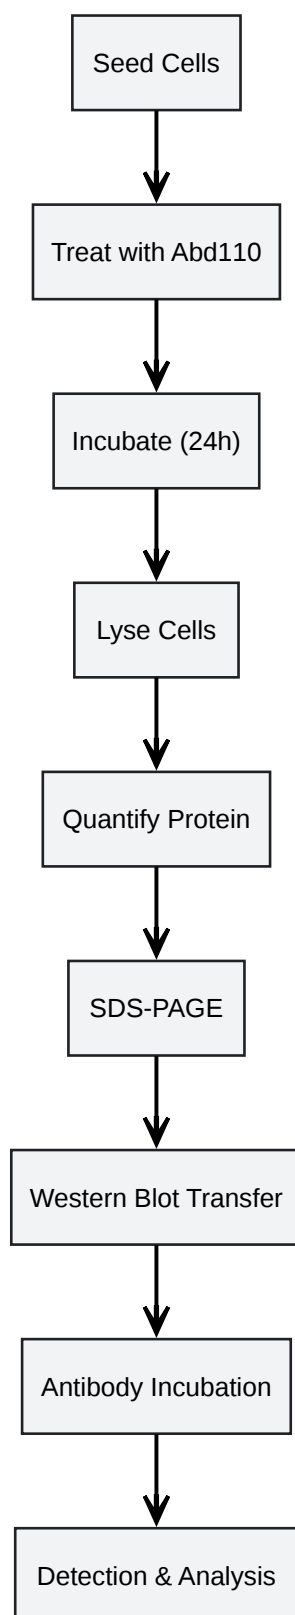 Seed Cells
Treat with Abd110
Incubate (24h)
Lyse Cells
Quantify Protein
SDS-PAGE
Western Blot Transfer
Antibody Incubation
Detection & Analysis